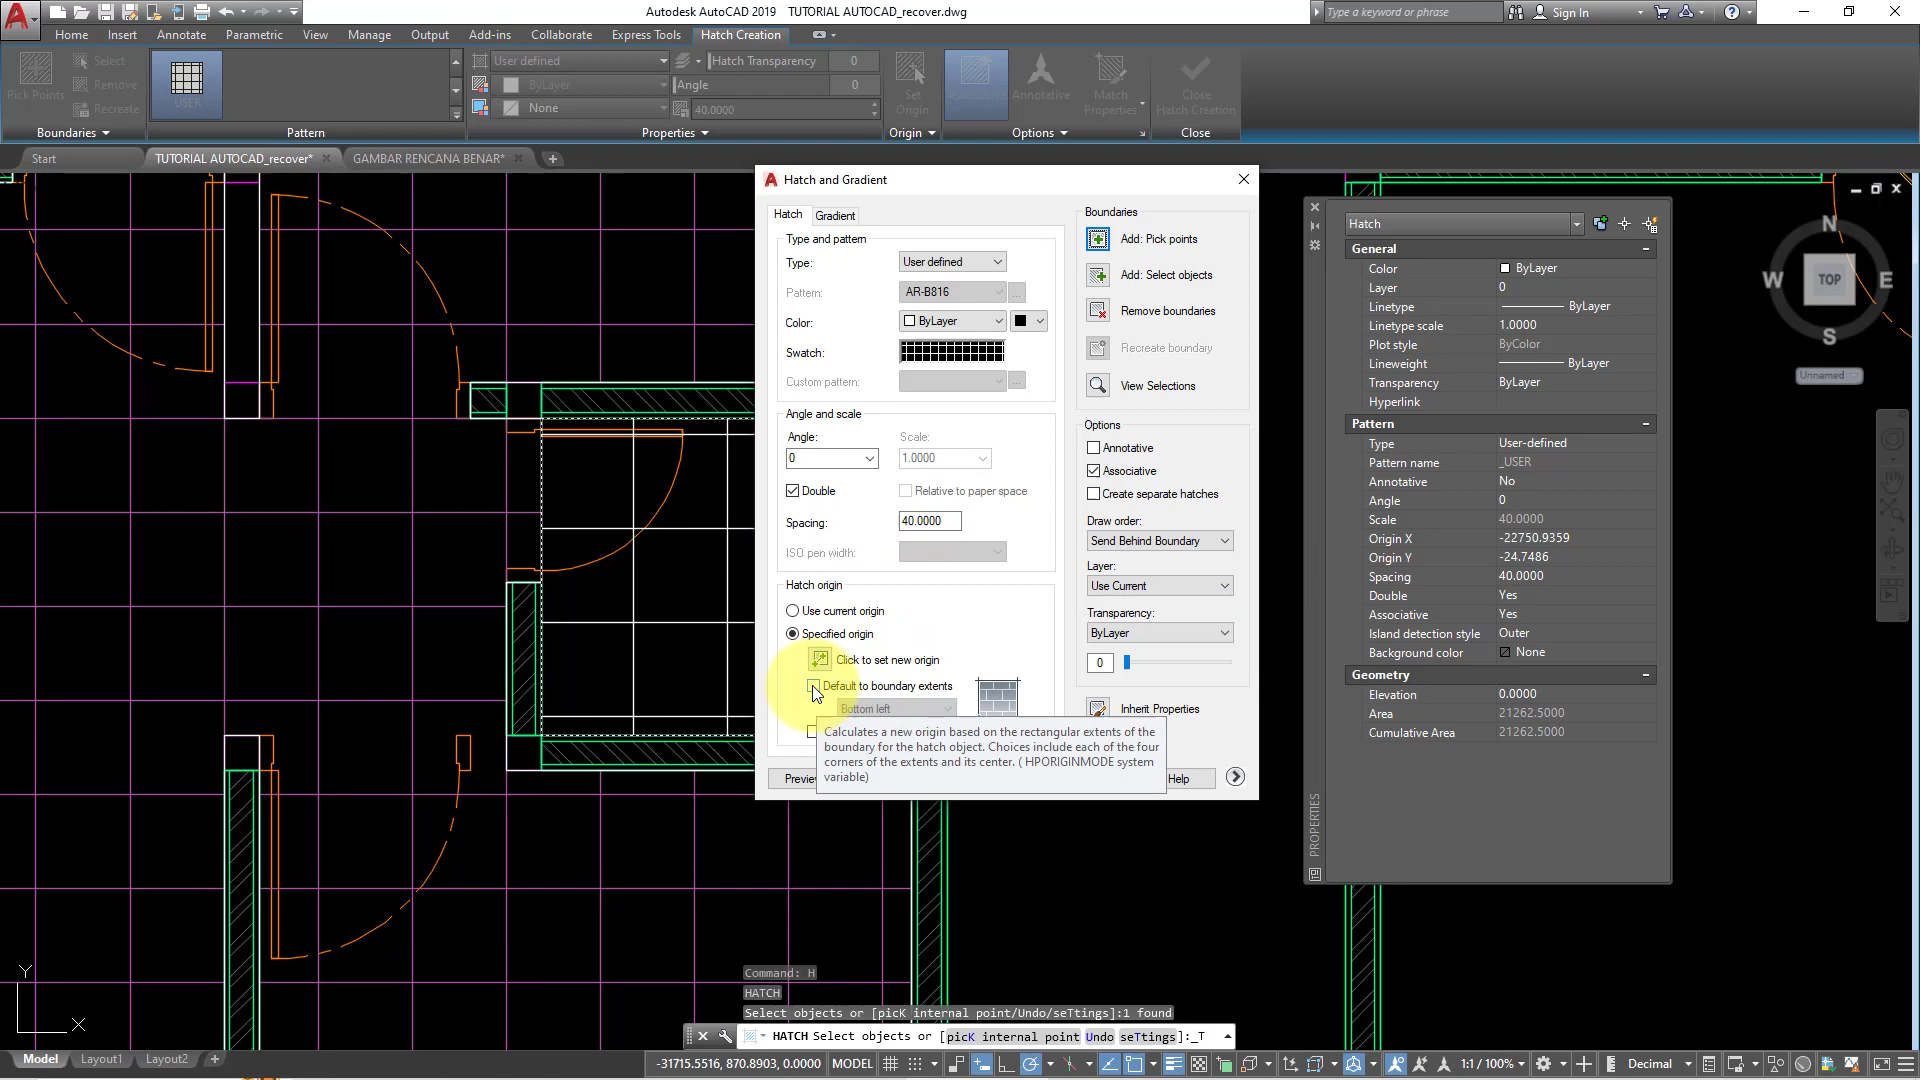 Autodesk AutoCAD 2019 TUTORIAL AUTOCAD_recover.dwg
Type a keyword or phrase
Sign In
Home Insert Annotate Parametric View Manage Output Add-ins Collaborate Express Tools Hatch Creation
Pick Points
Select
Remove
Recreate
USER
User defined
ByLayer
None
Hatch Transparency 0
Angle 0
40.0000
Set Origin
Associative
Annotative
Match Properties
Close Hatch Creation
Boundaries Pattern Properties Origin Options Close
Start TUTORIAL AUTOCAD_recover* GAMBAR RENCANA BENAR*
Hatch and Gradient
Hatch Gradient
Type and pattern
Type: User defined
Pattern: AR-B816
Color: ByLayer
Swatch:
Custom pattern:
Angle and scale
Angle: Scale:
0 1.0000
Double Relative to paper space
Spacing: 40.0000
ISO pen width:
Hatch origin
Use current origin
Specified origin
Click to set new origin
Default to boundary extents
Bottom left
Calculates a new origin based on the rectangular extents of the
boundary for the hatch object. Choices include each of the four
corners of the extents and its center. ( HPORIGINMODE system
variable)
Preview
Help
Boundaries
Add: Pick points
Add: Select objects
Remove boundaries
Recreate boundary
View Selections
Options
Annotative
Associative
Create separate hatches
Draw order:
Send Behind Boundary
Layer:
Use Current
Transparency:
ByLayer
0
Inherit Properties
Hatch
General
Color ByLayer
Layer 0
Linetype ByLayer
Linetype scale 1.0000
Plot style ByColor
Lineweight ByLayer
Transparency ByLayer
Hyperlink
Pattern
Type User-defined
Pattern name _USER
Annotative No
Angle 0
Scale 40.0000
Origin X -22750.9359
Origin Y -24.7486
Spacing 40.0000
Double Yes
Associative Yes
Island detection style Outer
Background color None
Geometry
Elevation 0.0000
Area 21262.5000
Cumulative Area 21262.5000
PROPERTIES
N
W TOP E
S
Unnamed
Y
X
Command: H
HATCH
Select objects or [picK internal point/Undo/seTtings]:1 found
HATCH Select objects or [picK internal point Undo seTtings]:_T
Model Layout1 Layout2
-31715.5516, 870.8903, 0.0000 MODEL 1:1 / 100% Decimal